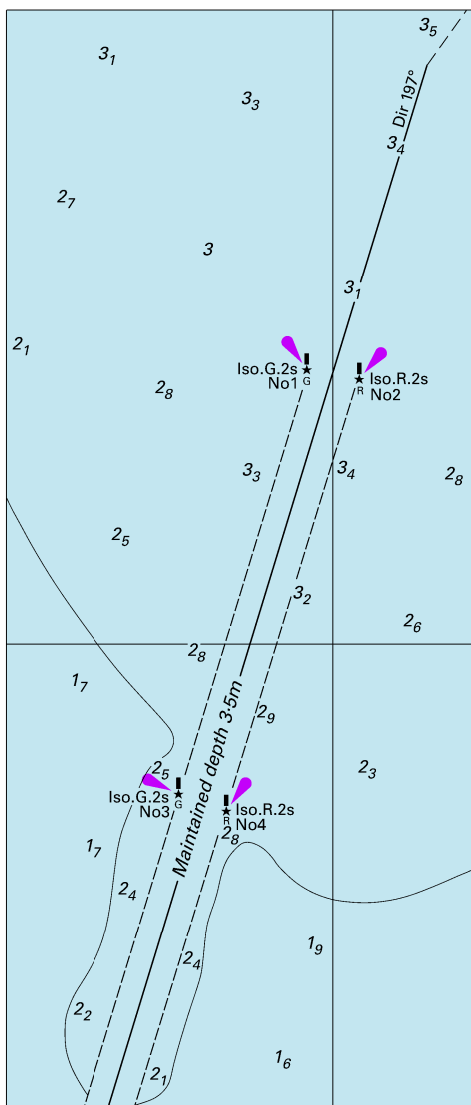 3₅
3₁
3₃
Dir 197°
3₄
2₇
3
3₁
2₁
Iso.G.2s
No1
G
Iso.R.2s
No2
R
2₈
3₃
3₄
2₈
2₅
3₂
2₆
2₈
1₇
2₉
Maintained depth 3·5m
2₅
2₃
Iso.G.2s
No3
G
Iso.R.2s
No4
R
2₈
1₇
2₄
1₉
2₄
2₂
1₆
2₁